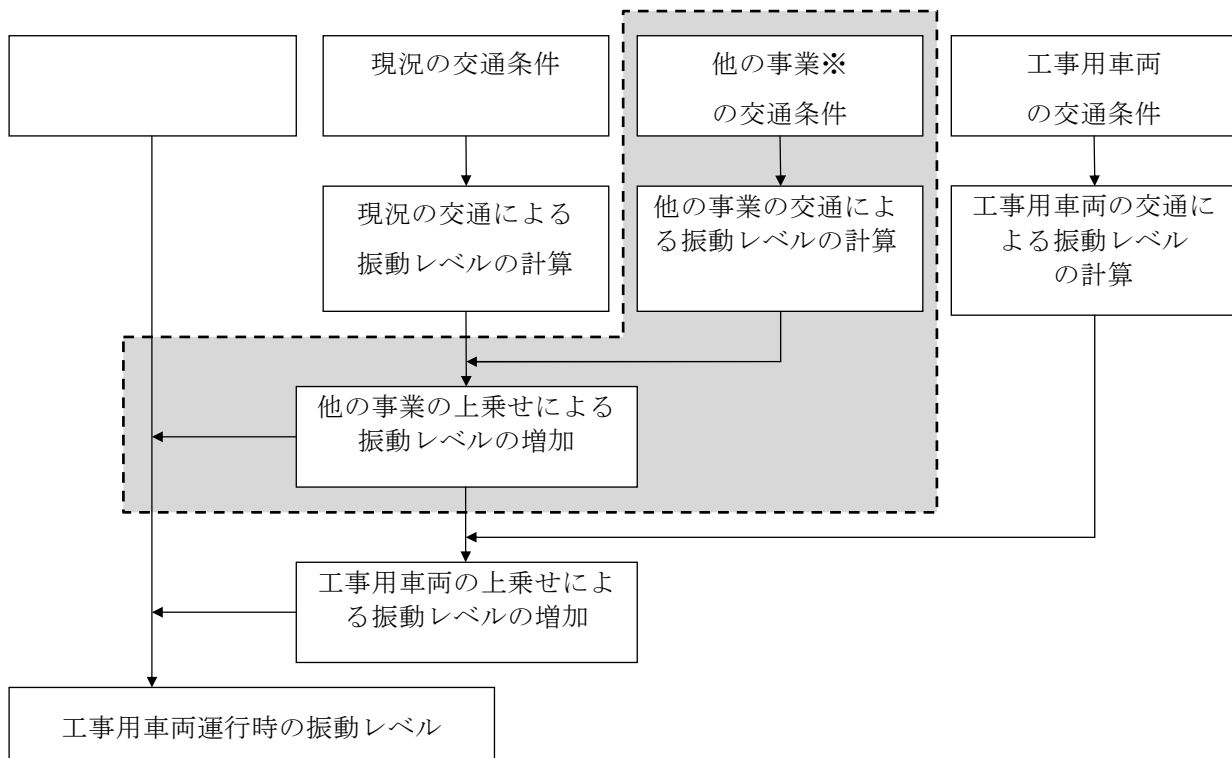 現況の交通条件
他の事業※
の交通条件
工事用車両
の交通条件
現況の交通による
振動レベルの計算
他の事業の交通によ
る振動レベルの計算
工事用車両の交通に
よる振動レベル
の計算
他の事業の上乗せによる
振動レベルの増加
工事用車両の上乗せによ
る振動レベルの増加
工事用車両運行時の振動レベル